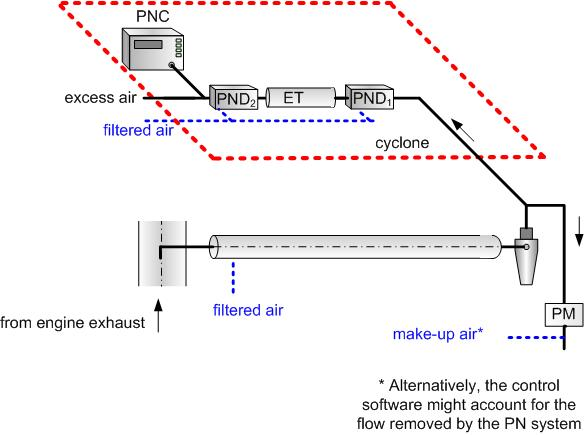 PNC
excess air
PND2
ET
PND1
filtered air
cyclone
filtered air
from engine exhaust
PM
make-up air*
* Alternatively, the control
software might account for the
flow removed by the PN system